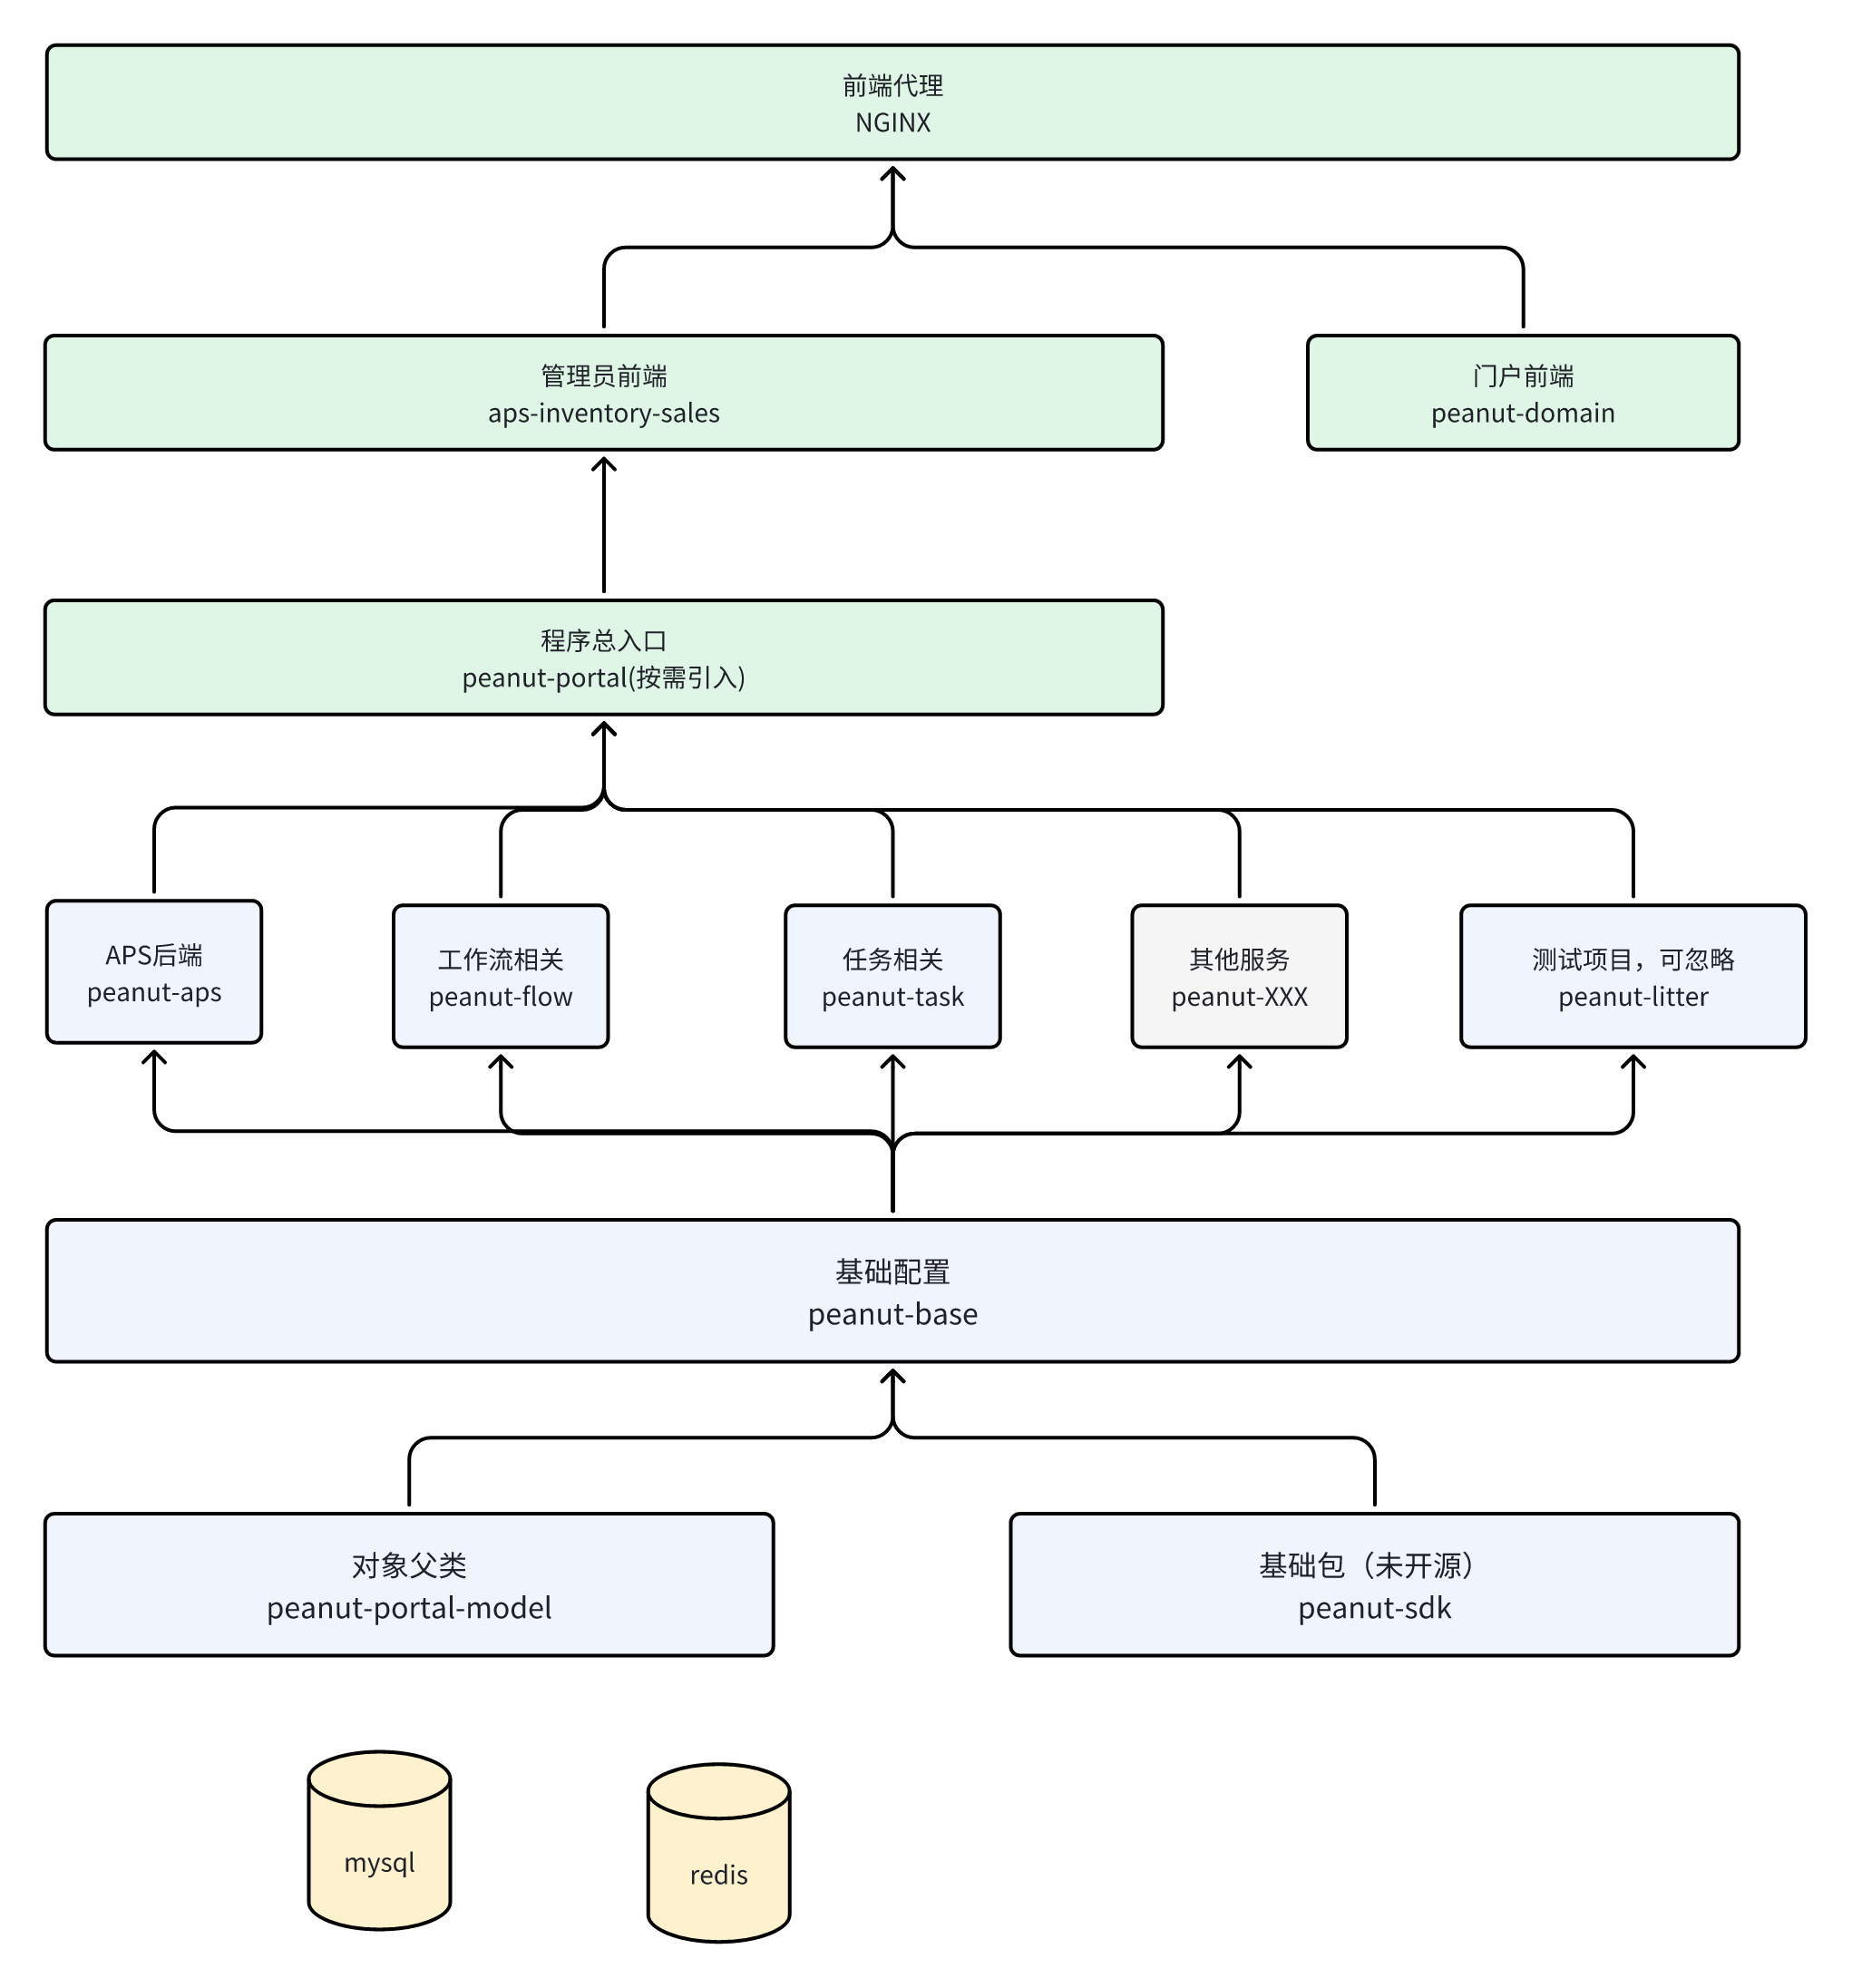 前端代理
NGINX
管理员前端
aps-inventory-sales
门户前端
peanut-domain
程序总入口
peanut-portal(按需引入)
APS后端
peanut-aps
工作流相关
peanut-flow
任务相关
peanut-task
其他服务
peanut-XXX
测试项目，可忽略
peanut-litter
基础配置
peanut-base
对象父类
peanut-portal-model
基础包（未开源）
peanut-sdk
mysql
redis